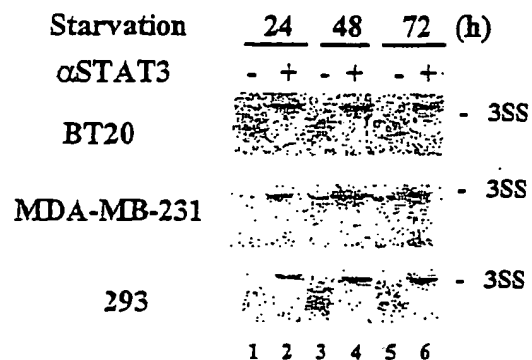 Starvation 24 48 72 (h)
αSTAT3 - + - + - +
BT20 - 3SS
MDA-MB-231 - 3SS
293 - 3SS
1 2 3 4 5 6